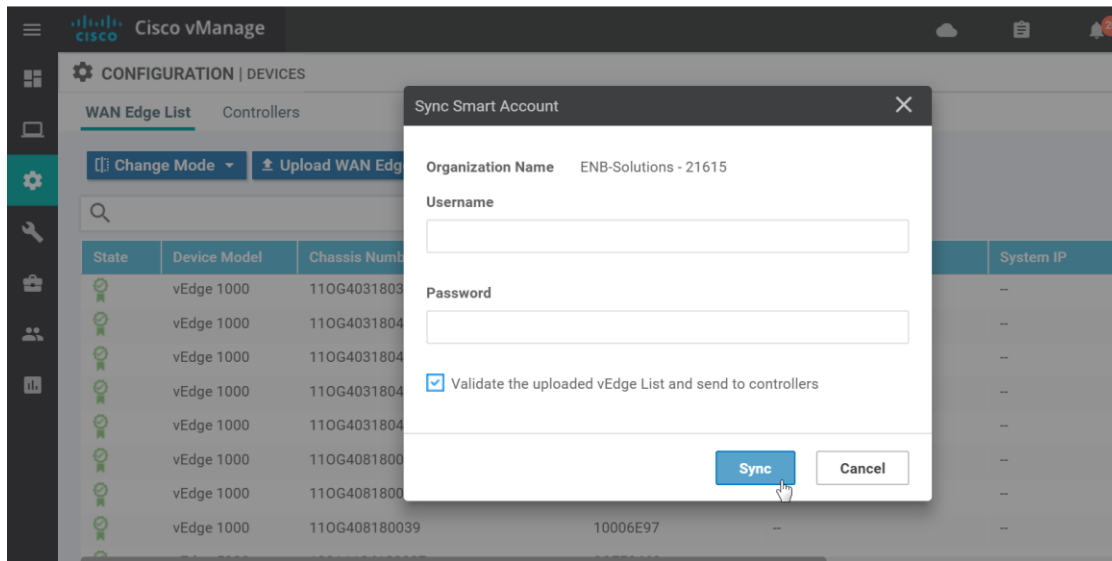 cisco Cisco vManage
2
CONFIGURATION | DEVICES
WAN Edge List Controllers
Sync Smart Account
Change Mode Upload WAN Edg
Organization Name ENB-Solutions - 21615
Username
State Device Model Chassis Numb System IP
vEdge 1000 11OG4031803 --
Password
vEdge 1000 11OG4031804 --
vEdge 1000 11OG4031804 --
vEdge 1000 11OG4031804 --
Validate the uploaded vEdge List and send to controllers
vEdge 1000 11OG4031804 --
vEdge 1000 11OG4081800 --
Sync Cancel
vEdge 1000 11OG4081800 --
vEdge 1000 11OG408180039 10006E97 -- --